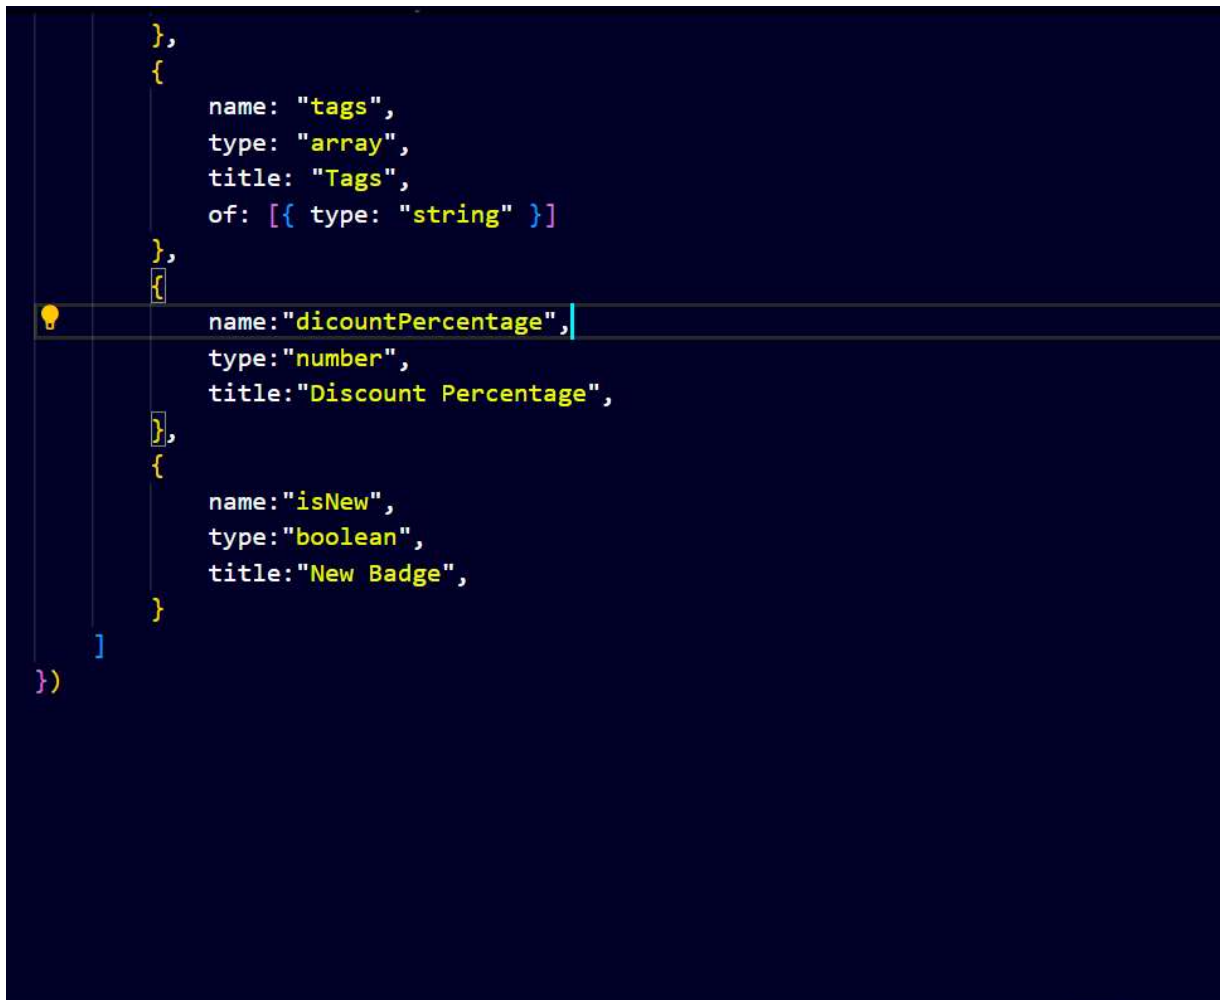 },
{
name: "tags",
type: "array",
title: "Tags",
of: [{ type: "string" }]
},
{
name:"dicountPercentage",
type:"number",
title:"Discount Percentage",
},
{
name:"isNew",
type:"boolean",
title:"New Badge",
}
]
})